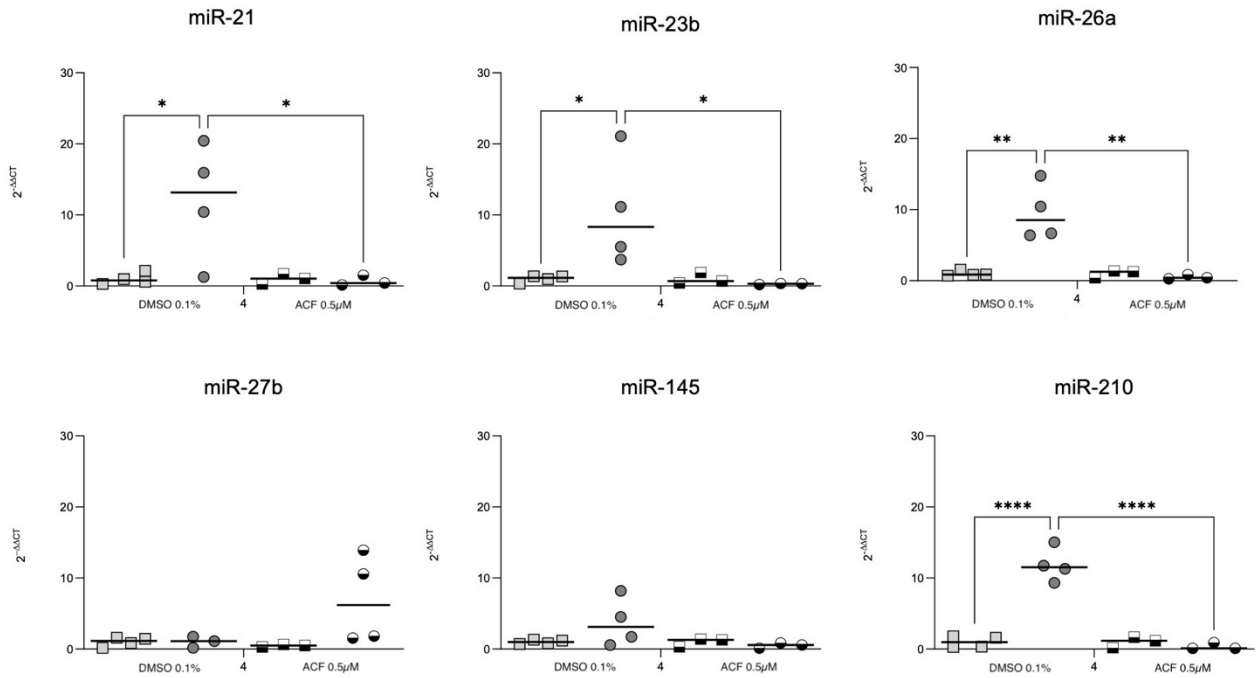 miR-21
30
20
10
0
2^-ΔΔCT
*
*
DMSO 0.1%
4
ACF 0.5µM
miR-23b
30
20
10
0
2^-ΔΔCT
*
*
DMSO 0.1%
4
ACF 0.5µM
miR-26a
30
20
10
0
2^-ΔΔCT
**
**
DMSO 0.1%
4
ACF 0.5µM
miR-27b
30
20
10
0
2^-ΔΔCT
DMSO 0.1%
4
ACF 0.5µM
miR-145
30
20
10
0
2^-ΔΔCT
DMSO 0.1%
4
ACF 0.5µM
miR-210
30
20
10
0
2^-ΔΔCT
****
****
DMSO 0.1%
4
ACF 0.5µM